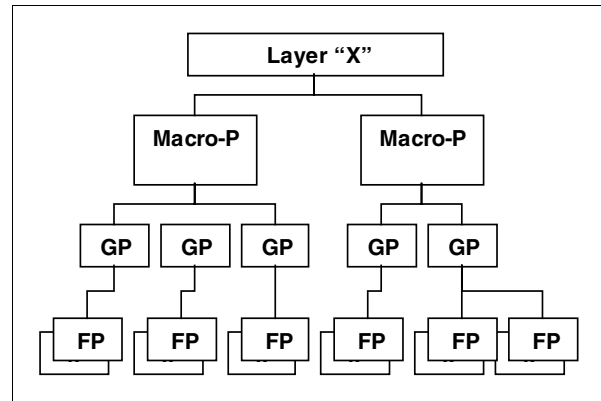 Layer “X”
Macro-P Macro-P
GP GP GP GP GP
FP FP FP FP FP FP